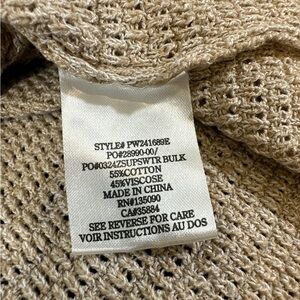 STYLE# PW241689E
PO#28990-00/
PO#0324ZSUPSWTR BULK
55%COTTON
45%VISCOSE
MADE IN CHINA
RN#135090
CA#35884
SEE REVERSE FOR CARE
VOIR INSTRUCTIONS AU DOS